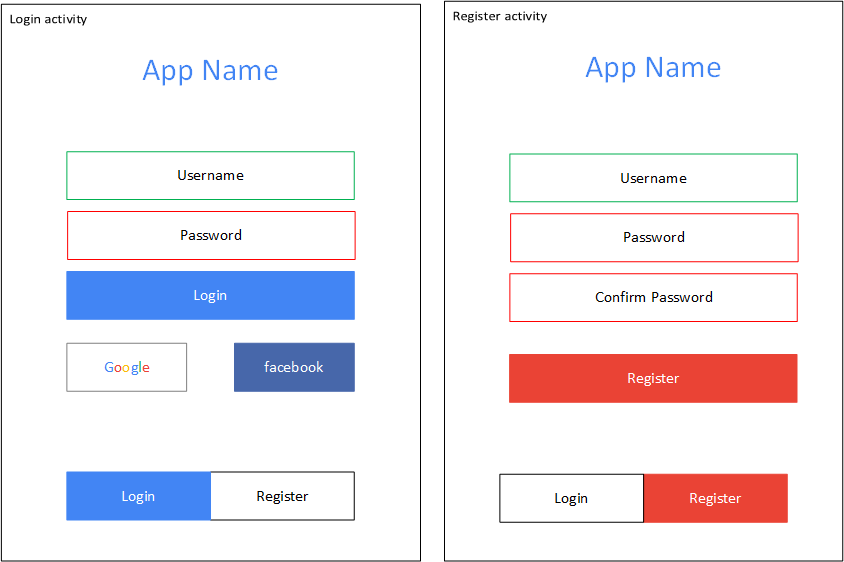 Login activity
App Name
Username
Password
Login
Google
facebook
Login
Register
Register activity
App Name
Username
Password
Confirm Password
Register
Login
Register